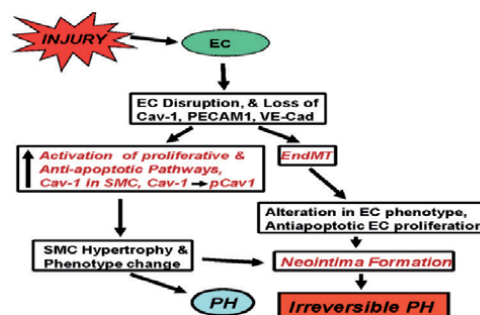 INJURY
EC
EC Disruption, & Loss of
Cav-1, PECAM1, VE-Cad
Activation of proliferative &
Anti-apoptotic Pathways,
Cav-1 in SMC, Cav-1 → pCav1
EndMT
Alteration in EC phenotype,
Antiapoptotic EC proliferation
SMC Hypertrophy &
Phenotype change
Neointima Formation
PH
Irreversible PH